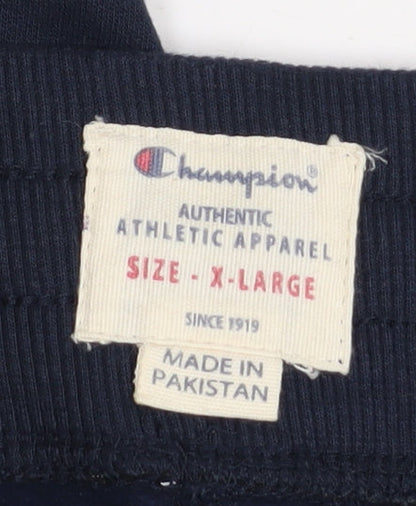 Champion®
AUTHENTIC
ATHLETIC APPAREL
SIZE - X-LARGE
SINCE 1919
MADE IN
PAKISTAN